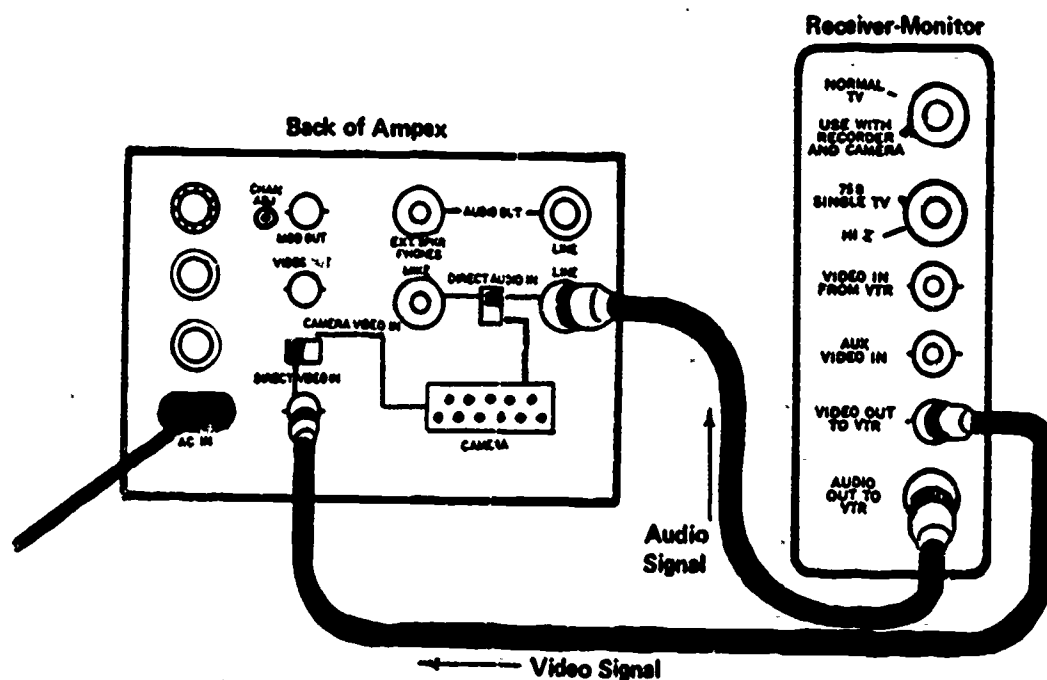 Receiver-Monitor
NORMAL
TV
USE WITH
RECORDER
AND CAMERA
75Ω
SINGLE TV
HI Z
VIDEO IN
FROM VTR
AUX
VIDEO IN
VIDEO OUT
TO VTR
AUDIO
OUT TO
VTR
Back of Ampex
CHAN
ADJ
MOD OUT
VIDEO OUT
AUDIO OUT
EXT. SPKR
PHONES
LINE
MIKE
DIRECT AUDIO IN
LINE
CAMERA VIDEO IN
DIRECT VIDEO IN
AC IN
CAMERA
Audio
Signal
Video Signal